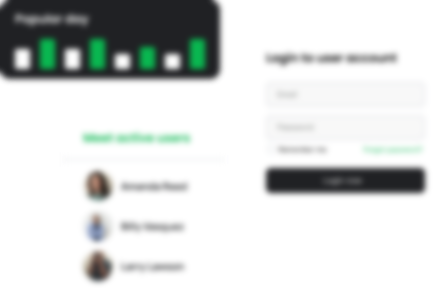 Popular day
Most active users
Amanda Reed
Billy Vasquez
Larry Lawson
Login to user account
Email
Password
Remember me
Forgot password?
Login now